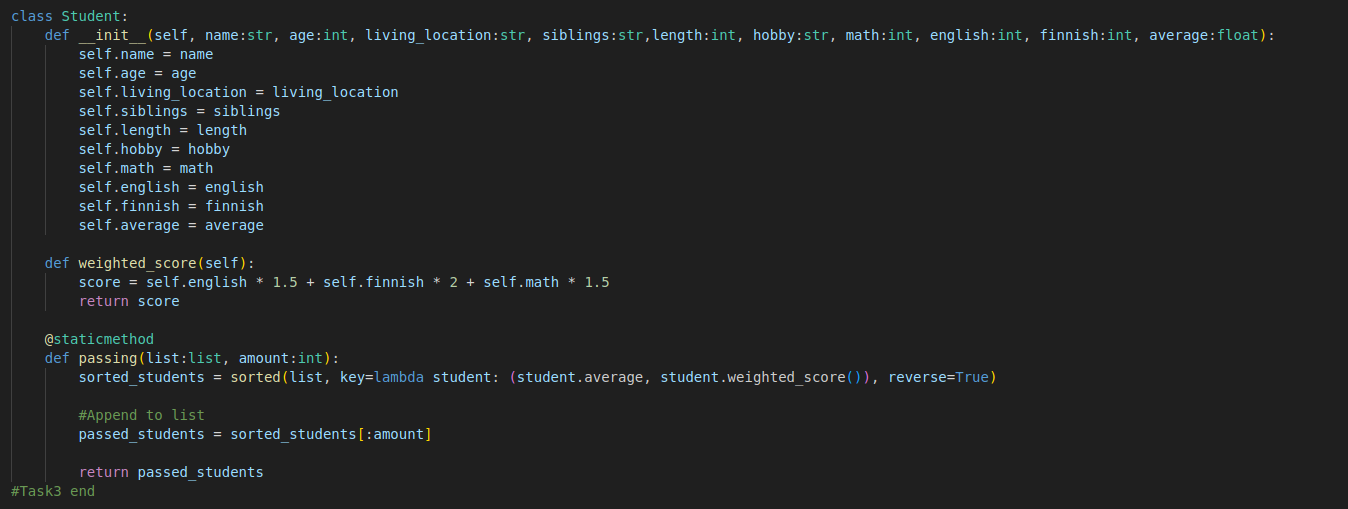 class Student:
    def __init__(self, name:str, age:int, living_location:str, siblings:str,length:int, hobby:str, math:int, english:int, finnish:int, average:float):
        self.name = name
        self.age = age
        self.living_location = living_location
        self.siblings = siblings
        self.length = length
        self.hobby = hobby
        self.math = math
        self.english = english
        self.finnish = finnish
        self.average = average

    def weighted_score(self):
        score = self.english * 1.5 + self.finnish * 2 + self.math * 1.5
        return score

    @staticmethod
    def passing(list:list, amount:int):
        sorted_students = sorted(list, key=lambda student: (student.average, student.weighted_score()), reverse=True)

        #Append to list
        passed_students = sorted_students[:amount]

        return passed_students
#Task3 end